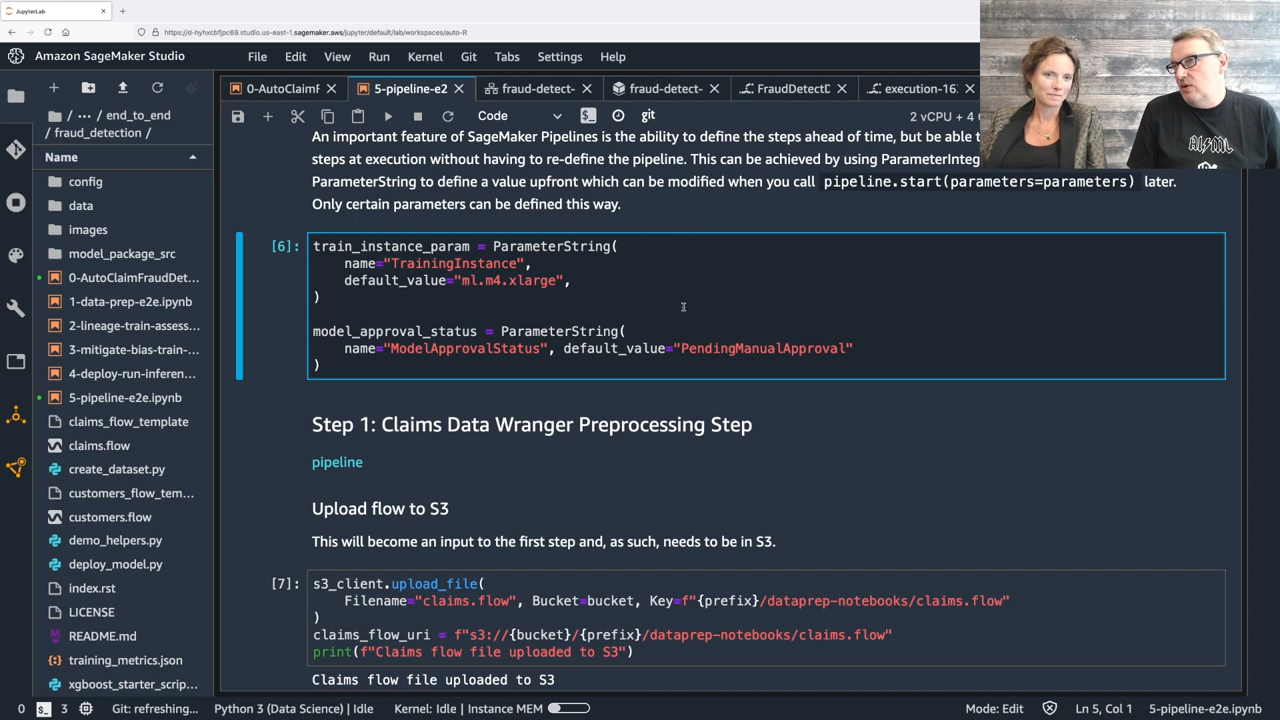 JupyterLab
https://d-hyhxcbfjpc69.studio.us-east-1.sagemaker.aws/jupyter/default/lab/workspaces/auto-R
Amazon SageMaker Studio
File Edit View Run Kernel Git Tabs Settings Help
0-AutoClaimF
5-pipeline-e2
fraud-detect-
FraudDetectD
execution-16
/ ··· / end_to_end
/ fraud_detection /
Name
config
data
images
model_package_src
0-AutoClaimFraudDet...
1-data-prep-e2e.ipynb
2-lineage-train-assess...
3-mitigate-bias-train-...
4-deploy-run-inferen...
5-pipeline-e2e.ipynb
claims_flow_template
claims.flow
create_dataset.py
customers_flow_tem...
customers.flow
demo_helpers.py
deploy_model.py
index.rst
LICENSE
README.md
training_metrics.json
xgboost_starter_scrip...
Code
git
2 vCPU + 4
An important feature of SageMaker Pipelines is the ability to define the steps ahead of time, but be able t
steps at execution without having to re-define the pipeline. This can be achieved by using ParameterInteg
ParameterString to define a value upfront which can be modified when you call pipeline.start(parameters=parameters) later.
Only certain parameters can be defined this way.
[6]:
train_instance_param = ParameterString(
name="TrainingInstance",
default_value="ml.m4.xlarge",
)
model_approval_status = ParameterString(
name="ModelApprovalStatus", default_value="PendingManualApproval"
)
Step 1: Claims Data Wranger Preprocessing Step
pipeline
Upload flow to S3
This will become an input to the first step and, as such, needs to be in S3.
[7]:
s3_client.upload_file(
Filename="claims.flow", Bucket=bucket, Key=f"{prefix}/dataprep-notebooks/claims.flow"
)
claims_flow_uri = f"s3://{bucket}/{prefix}/dataprep-notebooks/claims.flow"
print(f"Claims flow file uploaded to S3")
Claims flow file uploaded to S3
0 3 Git: refreshing... Python 3 (Data Science) | Idle Kernel: Idle | Instance MEM Mode: Edit Ln 5, Col 1 5-pipeline-e2e.ipynb
AI/ML